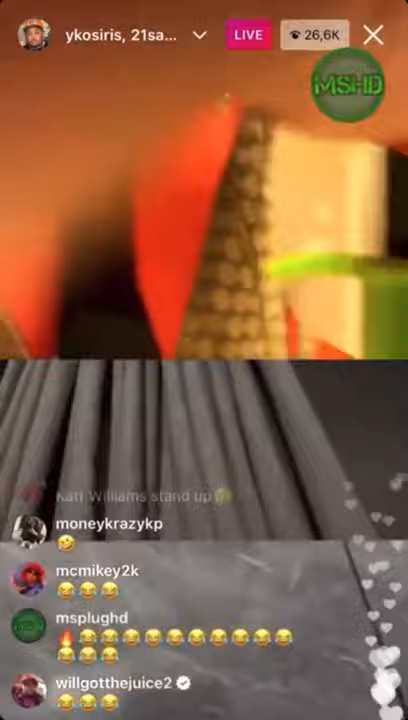 ykosiris, 21sa...
LIVE
26,6K
MSHD
Katt Williams stand up
moneykrazykp
🤣
mcmikey2k
😂😂😂
msplughd
🔥😂😂😂😂😂😂😂😂😂😂
😂😂😂
willgotthejuice2
😂😂😂